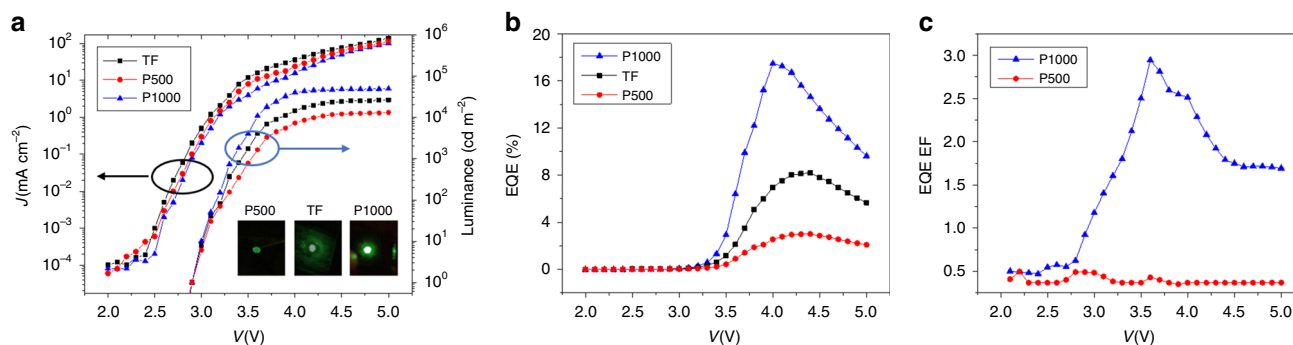 a
J(mA cm⁻²)
10²
10¹
10⁰
10⁻¹
10⁻²
10⁻³
10⁻⁴
TF
P500
P1000
P500 TF P1000
10⁶
10⁵
10⁴
10³
10²
10¹
10⁰
Luminance (cd m⁻²)
2.0 2.5 3.0 3.5 4.0 4.5 5.0
V(V)
b
EQE (%)
20
16
12
8
4
0
P1000
TF
P500
2.0 2.5 3.0 3.5 4.0 4.5 5.0
V(V)
c
EQE EF
3.0
2.5
2.0
1.5
1.0
0.5
P1000
P500
2.0 2.5 3.0 3.5 4.0 4.5 5.0
V(V)